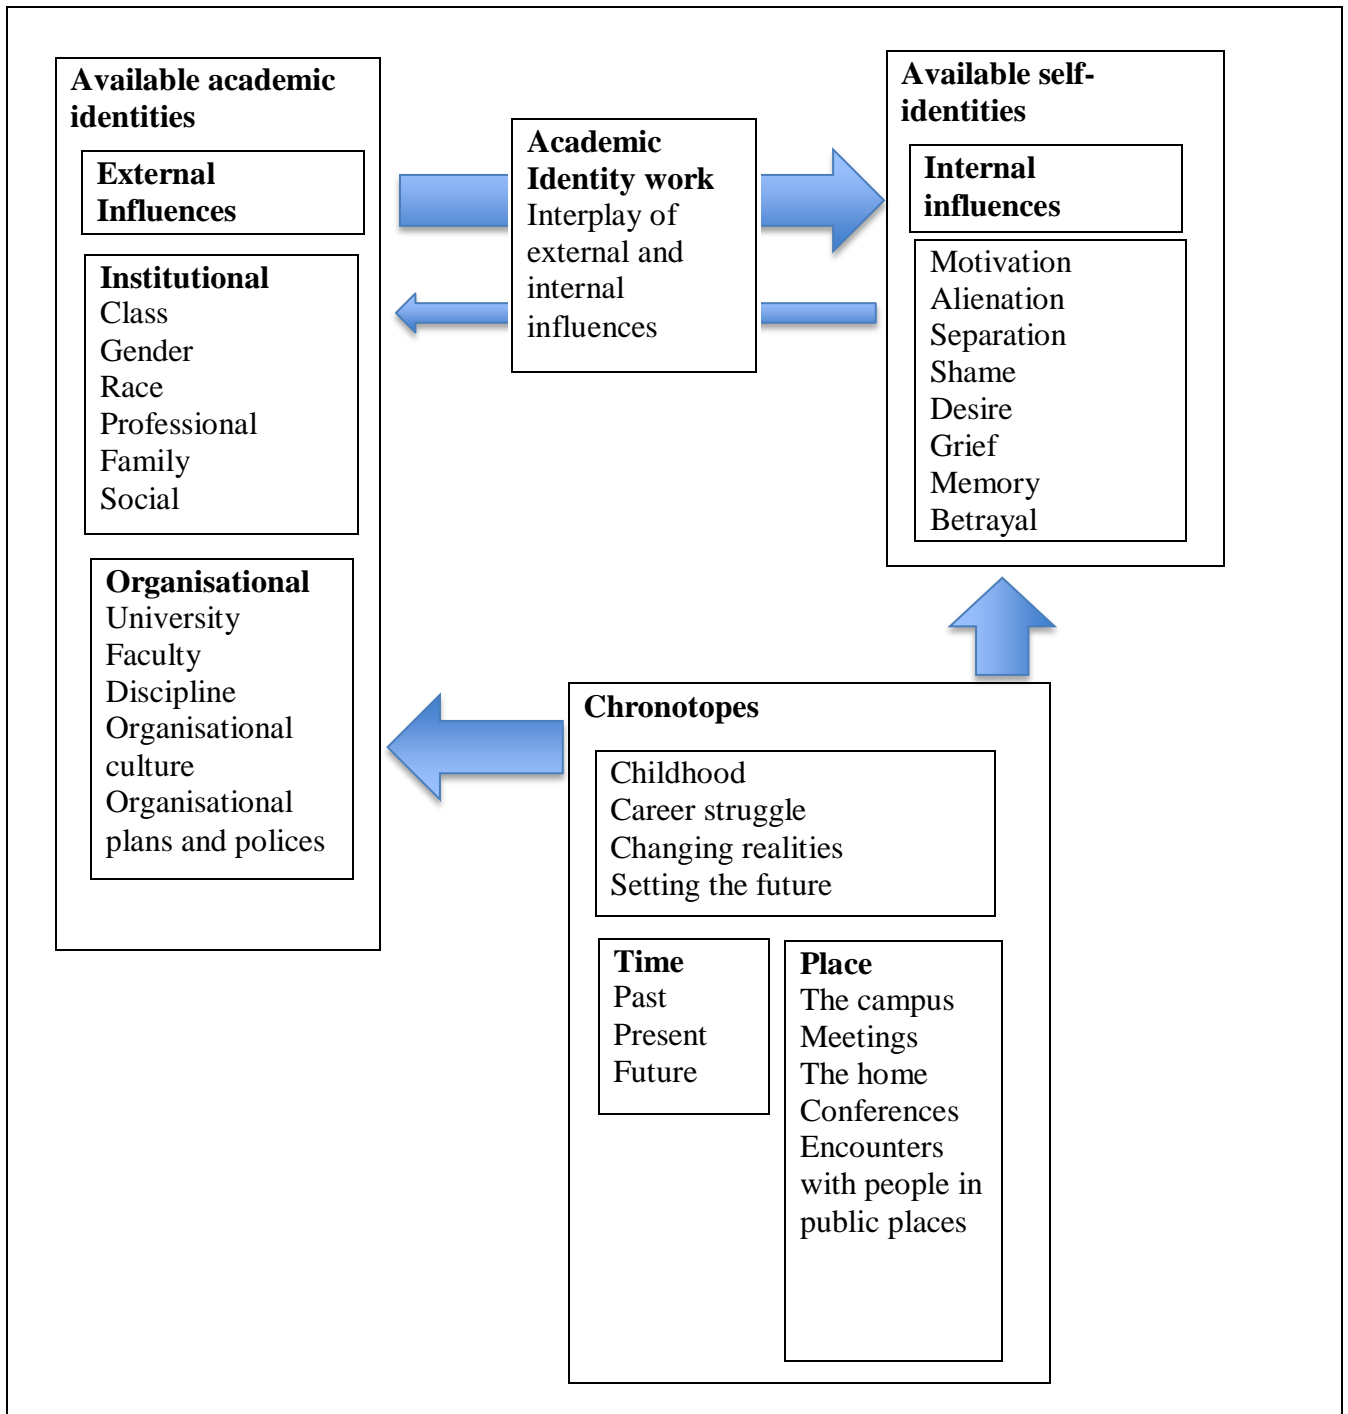 Available academic
identities
External
Influences
Institutional
Class
Gender
Race
Professional
Family
Social
Organisational
University
Faculty
Discipline
Organisational
culture
Organisational
plans and polices
Academic
Identity work
Interplay of
external and
internal
influences
Available self-
identities
Internal
influences
Motivation
Alienation
Separation
Shame
Desire
Grief
Memory
Betrayal
Chronotopes
Childhood
Career struggle
Changing realities
Setting the future
Time
Past
Present
Future
Place
The campus
Meetings
The home
Conferences
Encounters
with people in
public places